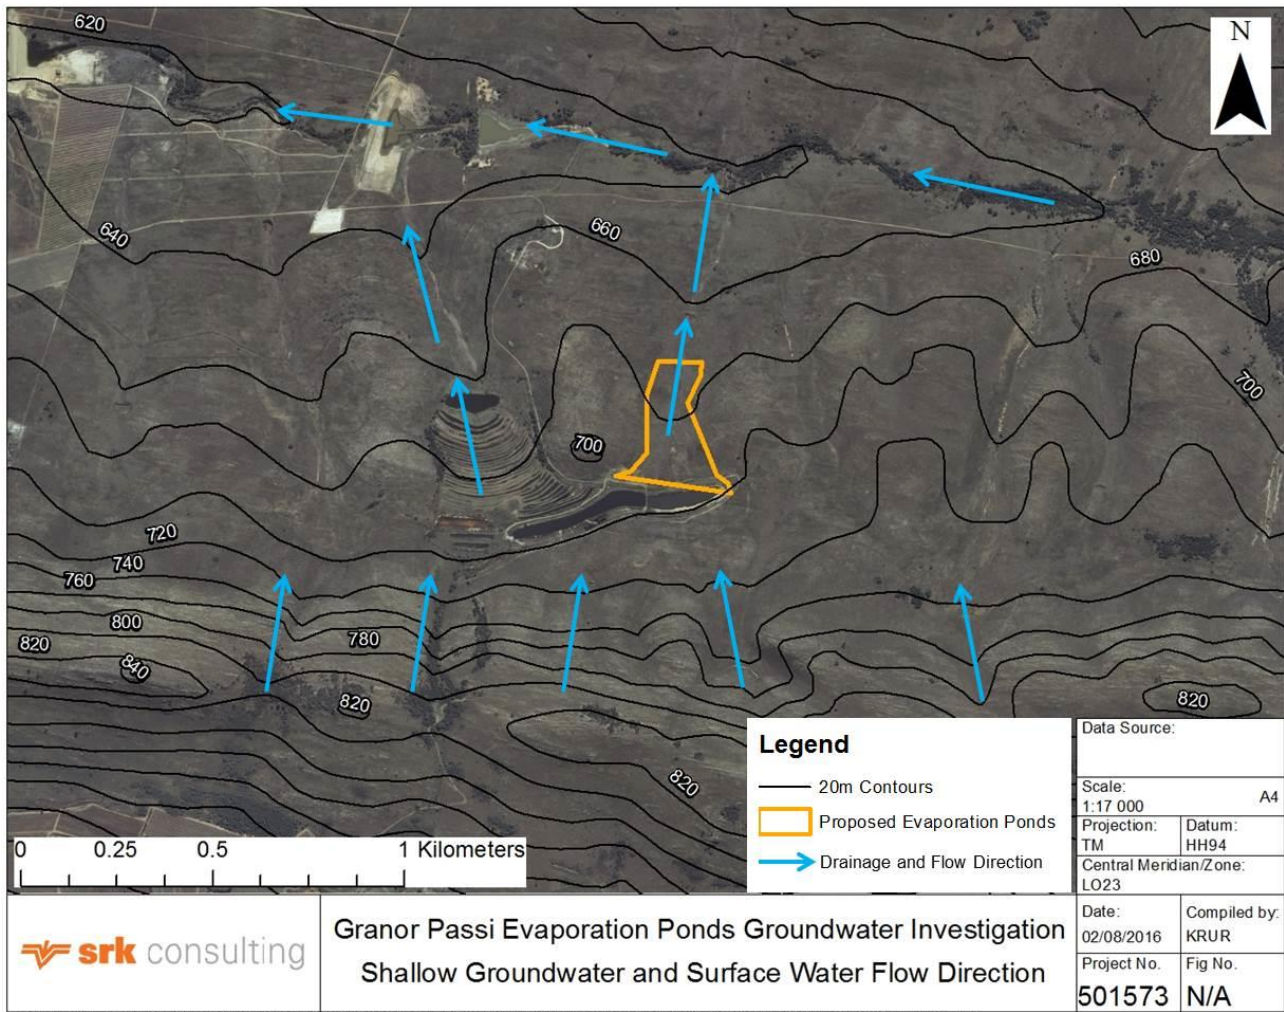 620
N
640
660
680
700
700
720
740
760
800
780
820
840
820
820
820
Legend
20m Contours
Proposed Evaporation Ponds
Drainage and Flow Direction
0 0.25 0.5 1 Kilometers
Data Source:
Scale:
1:17 000 A4
Projection: Datum:
TM HH94
Central Meridian/Zone:
LO23
Date: Compiled by:
02/08/2016 KRUR
Project No. Fig No.
501573 N/A
srk consulting
Granor Passi Evaporation Ponds Groundwater Investigation
Shallow Groundwater and Surface Water Flow Direction